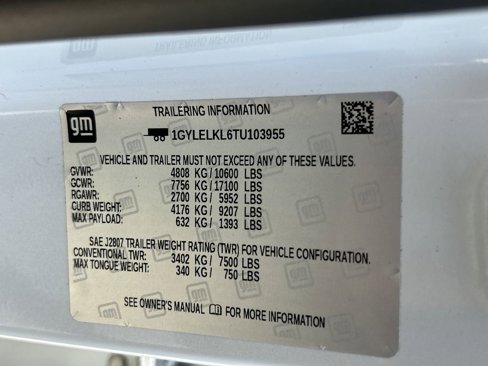 TRAILERING INFORMATION
gm
TRAILERING INFORMATION
1GYLELKL6TU103955
VEHICLE AND TRAILER MUST NOT EXCEED ANY OF THESE VALUES.
GVWR: 4808 KG/ 10600 LBS
GCWR: 7756 KG/ 17100 LBS
RGAWR: 2700 KG/ 5952 LBS
CURB WEIGHT: 4176 KG/ 9207 LBS
MAX PAYLOAD: 632 KG/ 1393 LBS
SAE J2807 TRAILER WEIGHT RATING (TWR) FOR VEHICLE CONFIGURATION.
CONVENTIONAL TWR: 3402 KG/ 7500 LBS
MAX TONGUE WEIGHT: 340 KG/ 750 LBS
SEE OWNER'S MANUAL FOR MORE INFORMATION